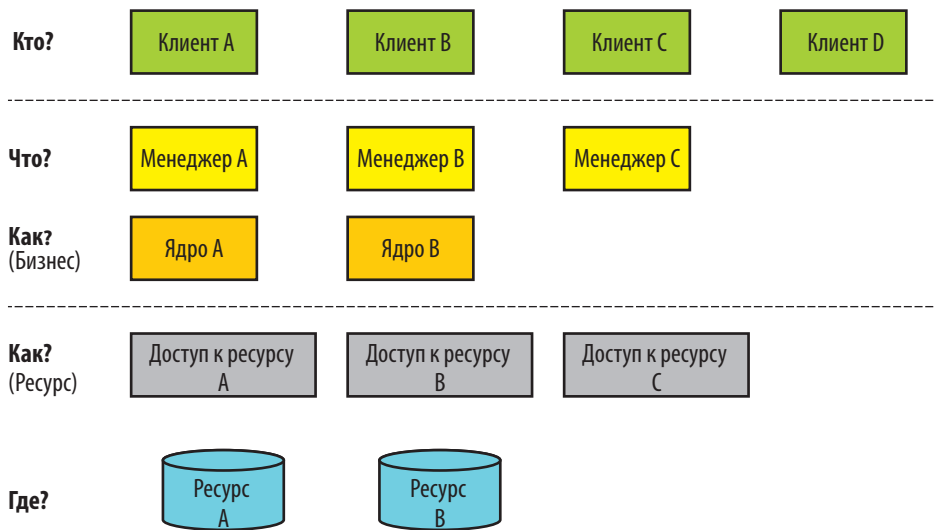 Кто?
Клиент A
Клиент B
Клиент C
Клиент D
Что?
Менеджер A
Менеджер B
Менеджер C
Как?
(Бизнес)
Ядро A
Ядро B
Как?
(Ресурс)
Доступ к ресурсу
A
Доступ к ресурсу
B
Доступ к ресурсу
C
Где?
Ресурс
A
Ресурс
B